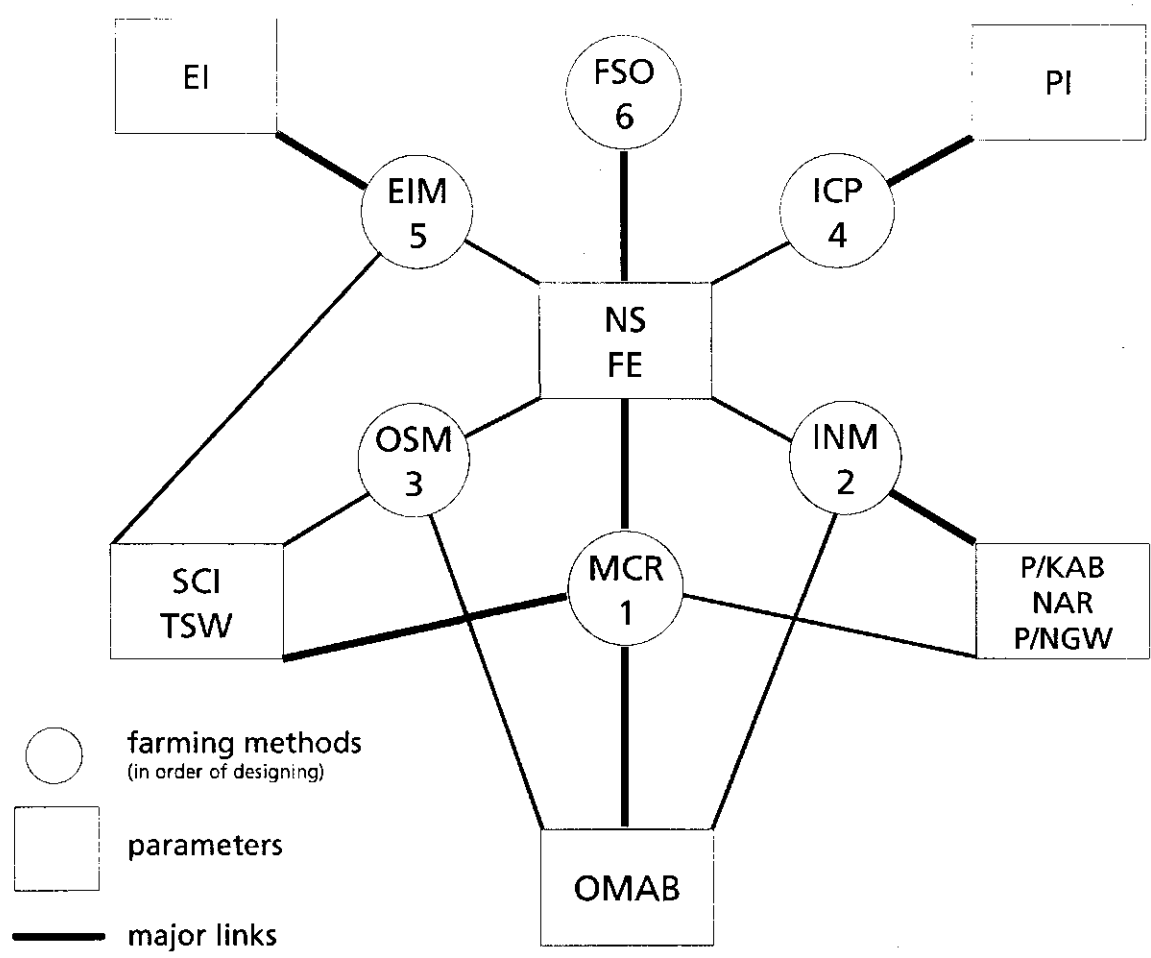 EI
FSO
6
PI
EIM
5
ICP
4
NS
FE
OSM
3
INM
2
SCI
TSW
MCR
1
P/KAB
NAR
P/NGW
farming methods
(in order of designing)
parameters
OMAB
major links